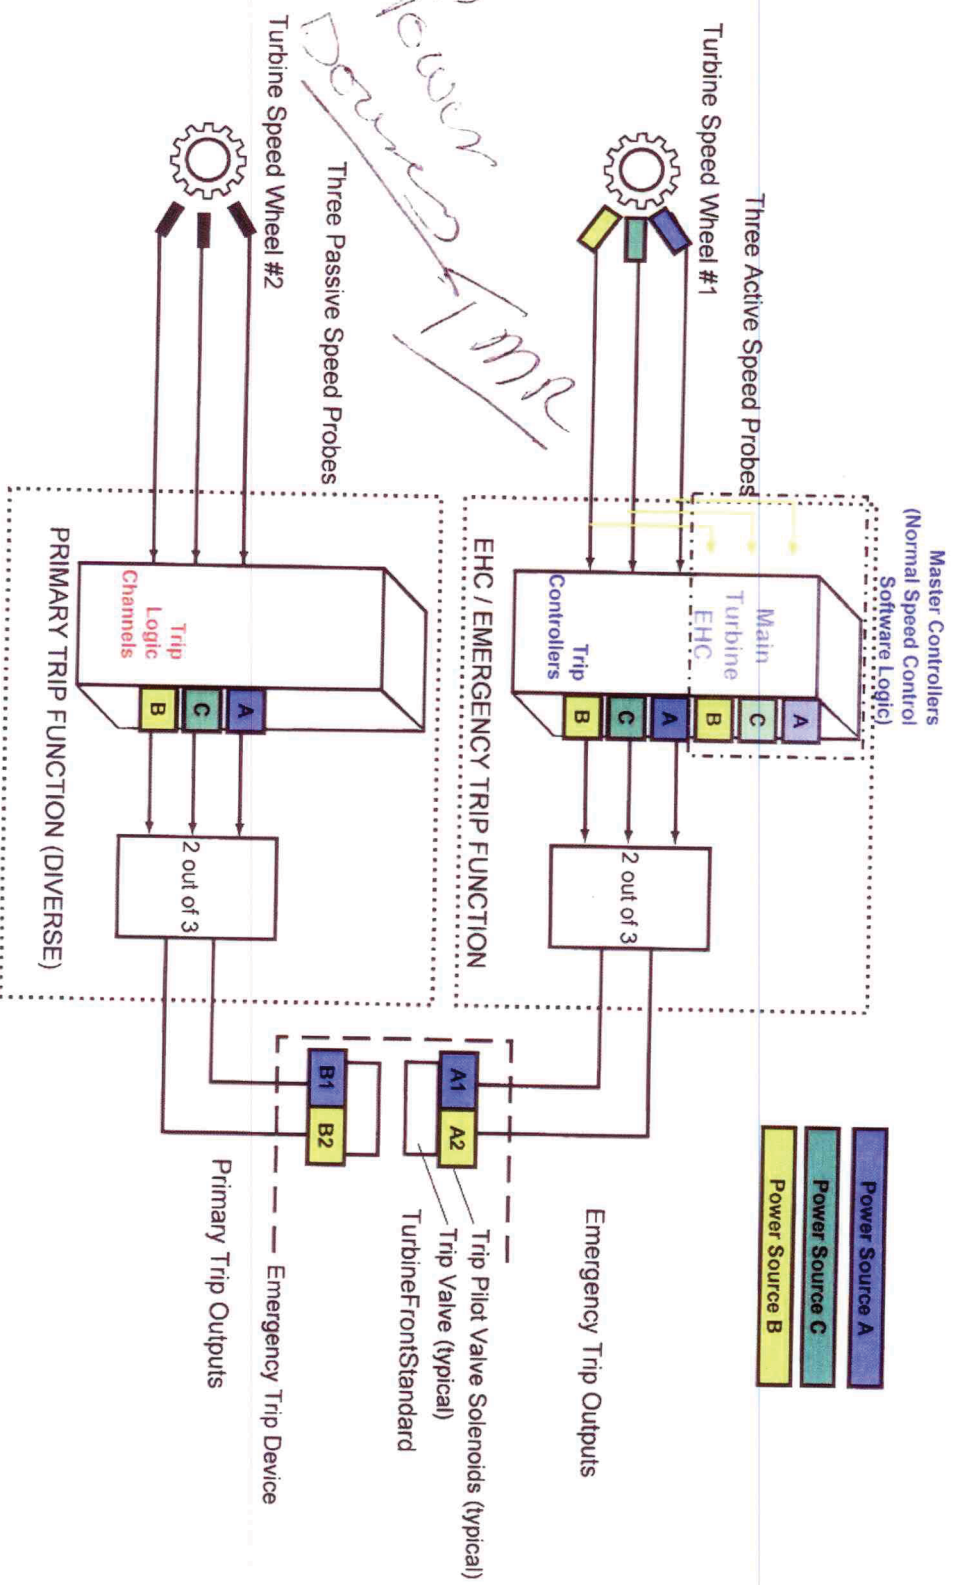 Master Controllers
(Normal Speed Control
Software Logic)
Power Source A
Power Source C
Power Source B
Three Active Speed Probes
Turbine Speed Wheel #1
Main
Turbine
EHC
A
C
B
Trip
Controllers
A
C
B
2 out of 3
EHC / EMERGENCY TRIP FUNCTION
Emergency Trip Outputs
A1
A2
Trip Pilot Valve Solenoids (typical)
Trip Valve (typical)
TurbineFrontStandard
TMR
Three Passive Speed Probes
Turbine Speed Wheel #2
Trip
Logic
Channels
A
C
B
2 out of 3
PRIMARY TRIP FUNCTION (DIVERSE)
B1
B2
Emergency Trip Device
Primary Trip Outputs